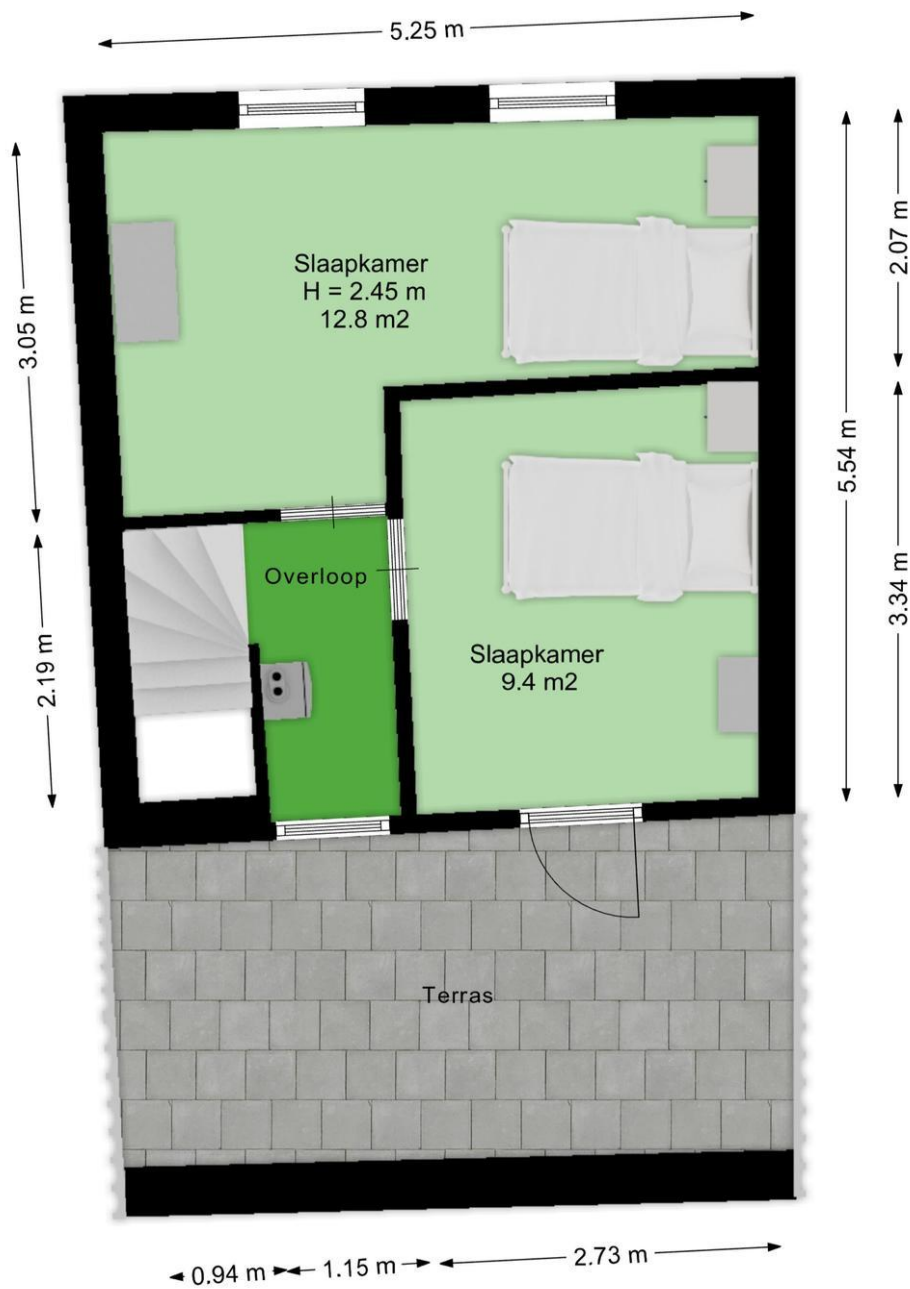 5.25 m
2.07 m
3.05 m
Slaapkamer
H = 2.45 m
12.8 m2
5.54 m
3.34 m
Overloop
2.19 m
Slaapkamer
9.4 m2
Terras
0.94 m
1.15 m
2.73 m